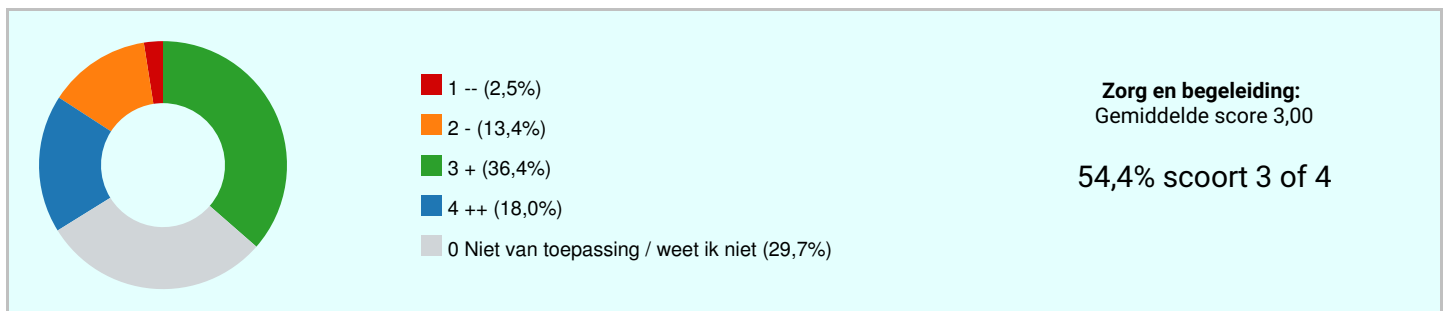 1 -- (2,5%)
2 - (13,4%)
3 + (36,4%)
4 ++ (18,0%)
0 Niet van toepassing / weet ik niet (29,7%)
Zorg en begeleiding:
Gemiddelde score 3,00
54,4% scoort 3 of 4